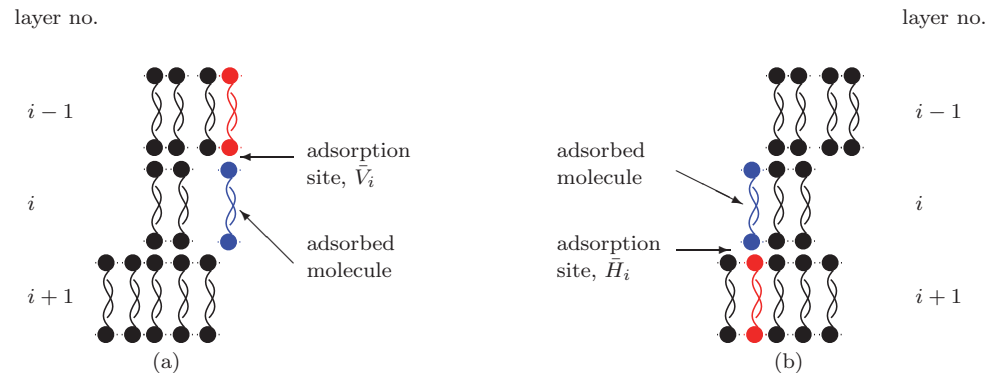 layer no.
layer no.
i − 1
i − 1
adsorption
site, V̄ᵢ
adsorbed
molecule
i
i
adsorbed
molecule
adsorption
site, H̄ᵢ
i + 1
i + 1
(a)
(b)